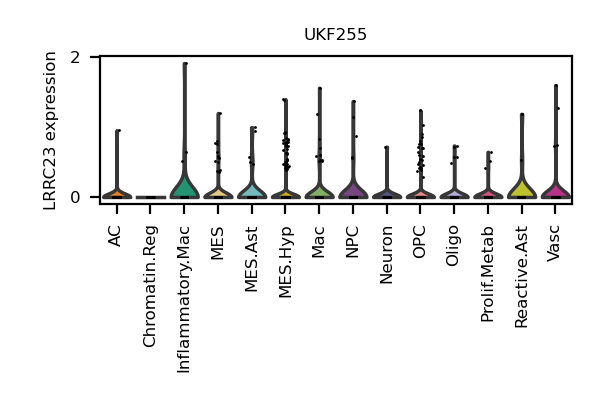 UKF255
LRRC23 expression
2
0
AC
Chromatin.Reg
Inflammatory.Mac
MES
MES.Ast
MES.Hyp
Mac
NPC
Neuron
OPC
Oligo
Prolif.Metab
Reactive.Ast
Vasc